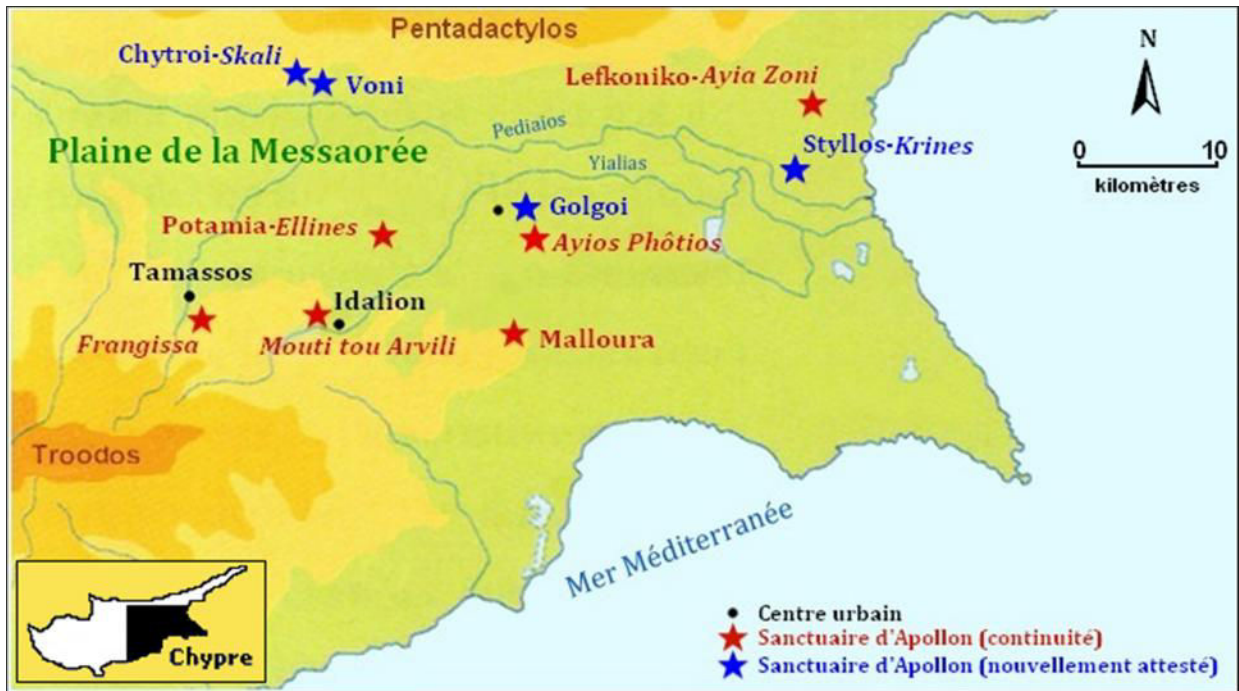 Pentadactylos
N
Chytroi-Skali
Voni
Lefkoniko-Ayia Zoni
0 10
kilomètres
Pediaios
Plaine de la Messaorée
Styllos-Krines
Yialias
Golgoi
Potamia-Ellines
Ayios Phôtios
Tamassos
Idalion
Frangissa
Mouti tou Arvili
Malloura
Troodos
Mer Méditerranée
Chypre
Centre urbain
Sanctuaire d'Apollon (continuité)
Sanctuaire d'Apollon (nouvellement attesté)